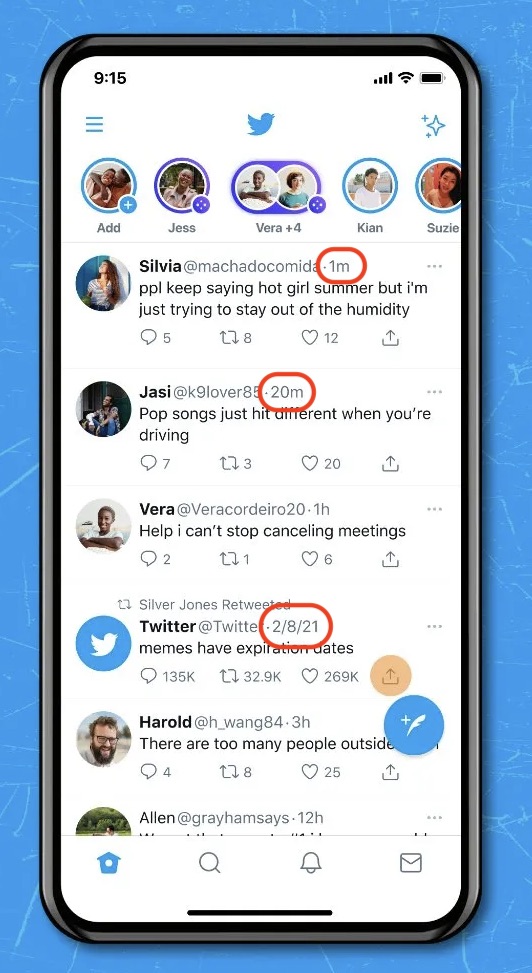 9:15
Add Jess Vera +4 Kian Suzie
Silvia @machadocomida · 1m
ppl keep saying hot girl summer but i'm
just trying to stay out of the humidity
5 8 12
Jasi @k9lover85 · 20m
Pop songs just hit different when you're
driving
7 3 20
Vera @Veracordeiro20 · 1h
Help i can't stop canceling meetings
2 1 6
Silver Jones Retweeted
Twitter @Twitter · 2/8/21
memes have expiration dates
135K 32.9K 269K
Harold @h_wang84 · 3h
There are too many people outside
4 8 25
Allen @grayhamsays · 12h